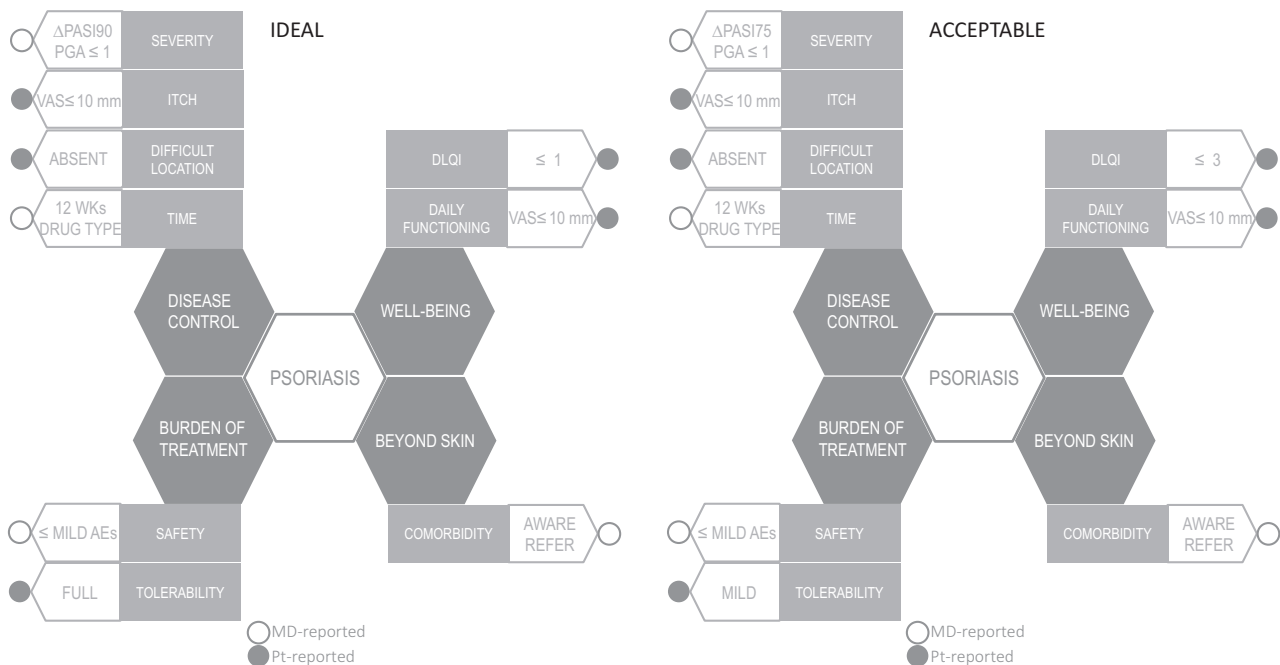 IDEAL
ΔPASI90
PGA ≤ 1
SEVERITY
VAS≤ 10 mm
ITCH
ABSENT
DIFFICULT
LOCATION
12 WKs
DRUG TYPE
TIME
DLQI
≤ 1
DAILY
FUNCTIONING
VAS≤ 10 mm
DISEASE
CONTROL
WELL-BEING
PSORIASIS
BURDEN OF
TREATMENT
BEYOND SKIN
≤ MILD AEs
SAFETY
FULL
TOLERABILITY
COMORBIDITY
AWARE
REFER
MD-reported
Pt-reported
ACCEPTABLE
ΔPASI75
PGA ≤ 1
SEVERITY
VAS≤ 10 mm
ITCH
ABSENT
DIFFICULT
LOCATION
12 WKs
DRUG TYPE
TIME
DLQI
≤ 3
DAILY
FUNCTIONING
VAS≤ 10 mm
DISEASE
CONTROL
WELL-BEING
PSORIASIS
BURDEN OF
TREATMENT
BEYOND SKIN
≤ MILD AEs
SAFETY
MILD
TOLERABILITY
COMORBIDITY
AWARE
REFER
MD-reported
Pt-reported